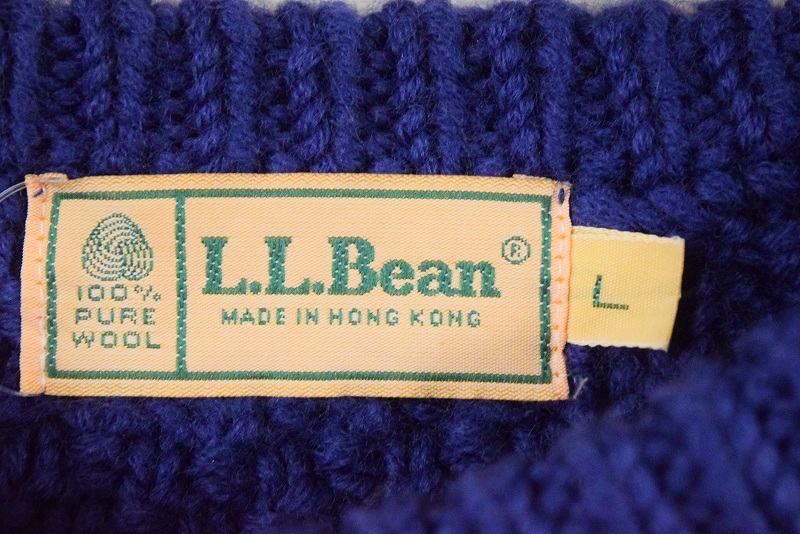 100%
PURE
WOOL
L.L.Bean®
MADE IN HONG KONG
L